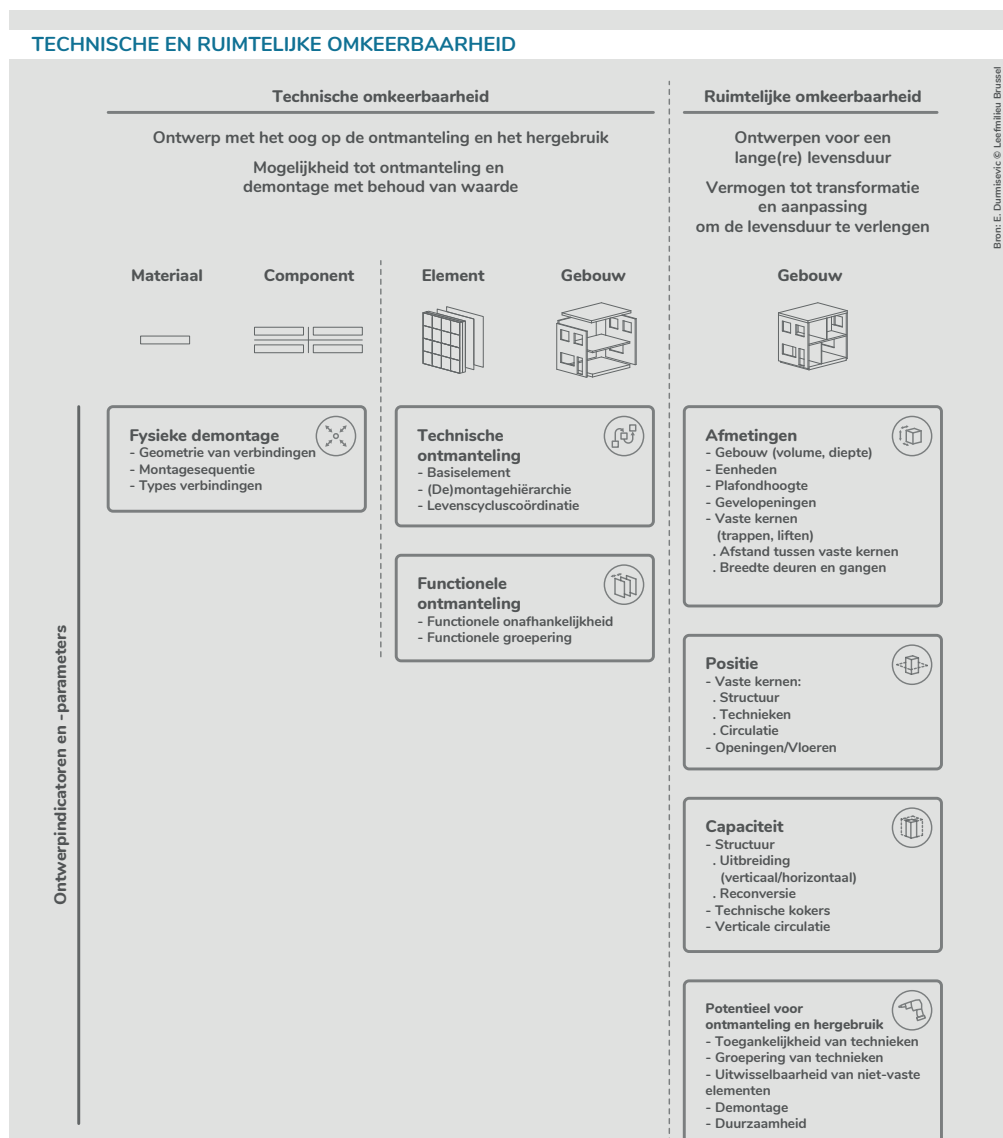 TECHNISCHE EN RUIMTELIJKE OMKEERBAARHEID
Technische omkeerbaarheid
Ontwerp met het oog op de ontmanteling en het hergebruik
Mogelijkheid tot ontmanteling en
demontage met behoud van waarde
Ruimtelijke omkeerbaarheid
Ontwerpen voor een
lange(re) levensduur
Vermogen tot transformatie
en aanpassing
om de levensduur te verlengen
Bron: E. Durmisevic © Leefmilieu Brussel
Materiaal
Component
Element
Gebouw
Gebouw
Ontwerpindicatoren en -parameters
Fysieke demontage
- Geometrie van verbindingen
- Montagesequentie
- Types verbindingen
Technische
ontmanteling
- Basiselement
- (De)montagehiërarchie
- Levenscycluscoördinatie
Functionele
ontmanteling
- Functionele onafhankelijkheid
- Functionele groepering
Afmetingen
- Gebouw (volume, diepte)
- Eenheden
- Plafondhoogte
- Gevelopeningen
- Vaste kernen
(trappen, liften)
. Afstand tussen vaste kernen
. Breedte deuren en gangen
Positie
- Vaste kernen:
. Structuur
. Technieken
. Circulatie
- Openingen/Vloeren
Capaciteit
- Structuur
. Uitbreiding
(verticaal/horizontaal)
. Reconversie
- Technische kokers
- Verticale circulatie
Potentieel voor
ontmanteling en hergebruik
- Toegankelijkheid van technieken
- Groepering van technieken
- Uitwisselbaarheid van niet-vaste
elementen
- Demontage
- Duurzaamheid